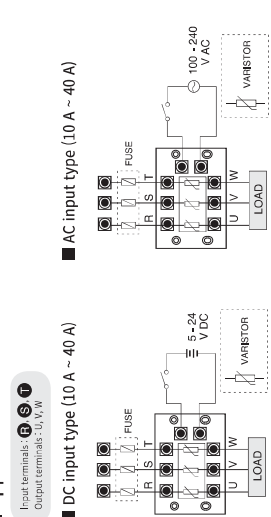 Input terminals : R, S, T
Output terminals : U, V, W
■ DC input type (10 A ~ 40 A)
FUSE
R S T
5 - 24
V DC
U V W
LOAD
VARISTOR
■ AC input type (10 A ~ 40 A)
FUSE
R S T
100 - 240
V AC
U V W
LOAD
VARISTOR